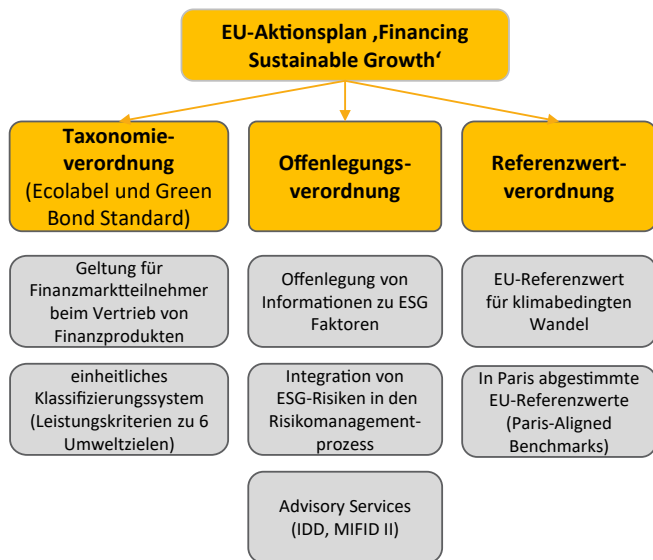 EU-Aktionsplan ‚Financing
Sustainable Growth‘
Taxonomie-
verordnung
(Ecolabel und Green
Bond Standard)
Geltung für
Finanzmarktteilnehmer
beim Vertrieb von
Finanzprodukten
einheitliches
Klassifizierungssystem
(Leistungskriterien zu 6
Umweltzielen)
Offenlegungs-
verordnung
Offenlegung von
Informationen zu ESG
Faktoren
Integration von
ESG-Risiken in den
Risikomanagement-
prozess
Advisory Services
(IDD, MIFID II)
Referenzwert-
verordnung
EU-Referenzwert
für klimabedingten
Wandel
In Paris abgestimmte
EU-Referenzwerte
(Paris-Aligned
Benchmarks)